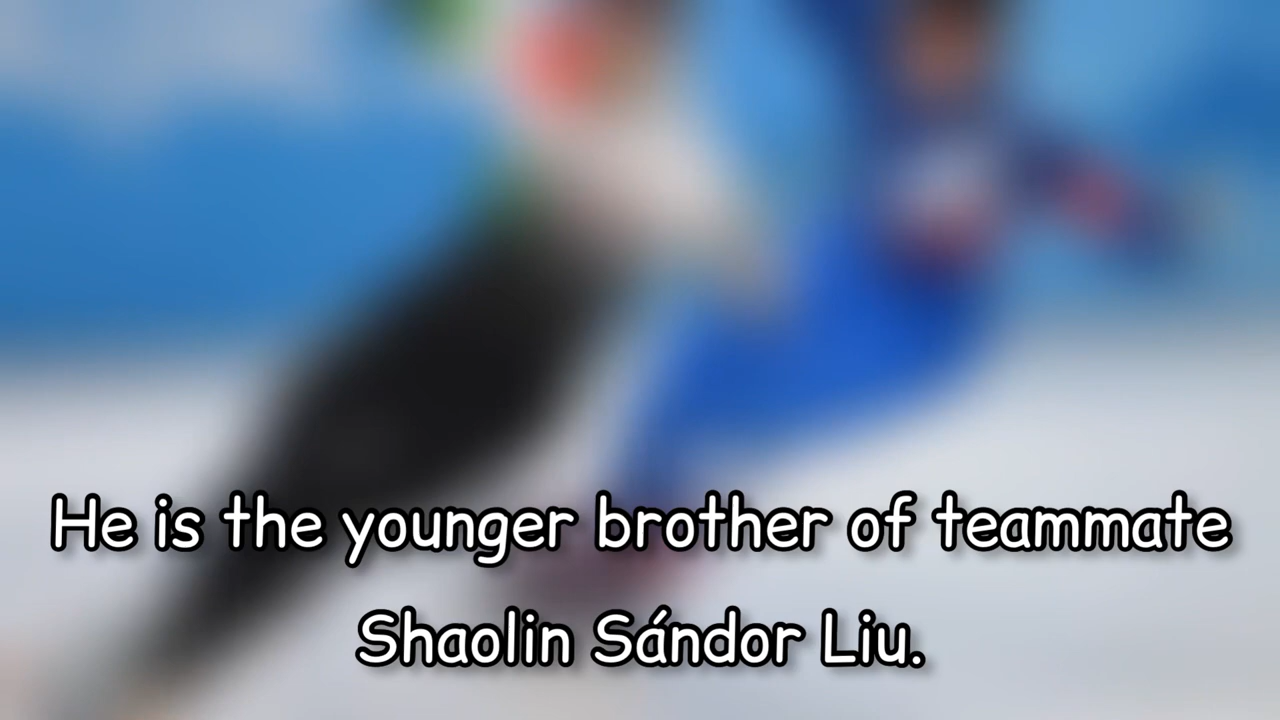 He is the younger brother of teammate
Shaolin Sándor Liu.